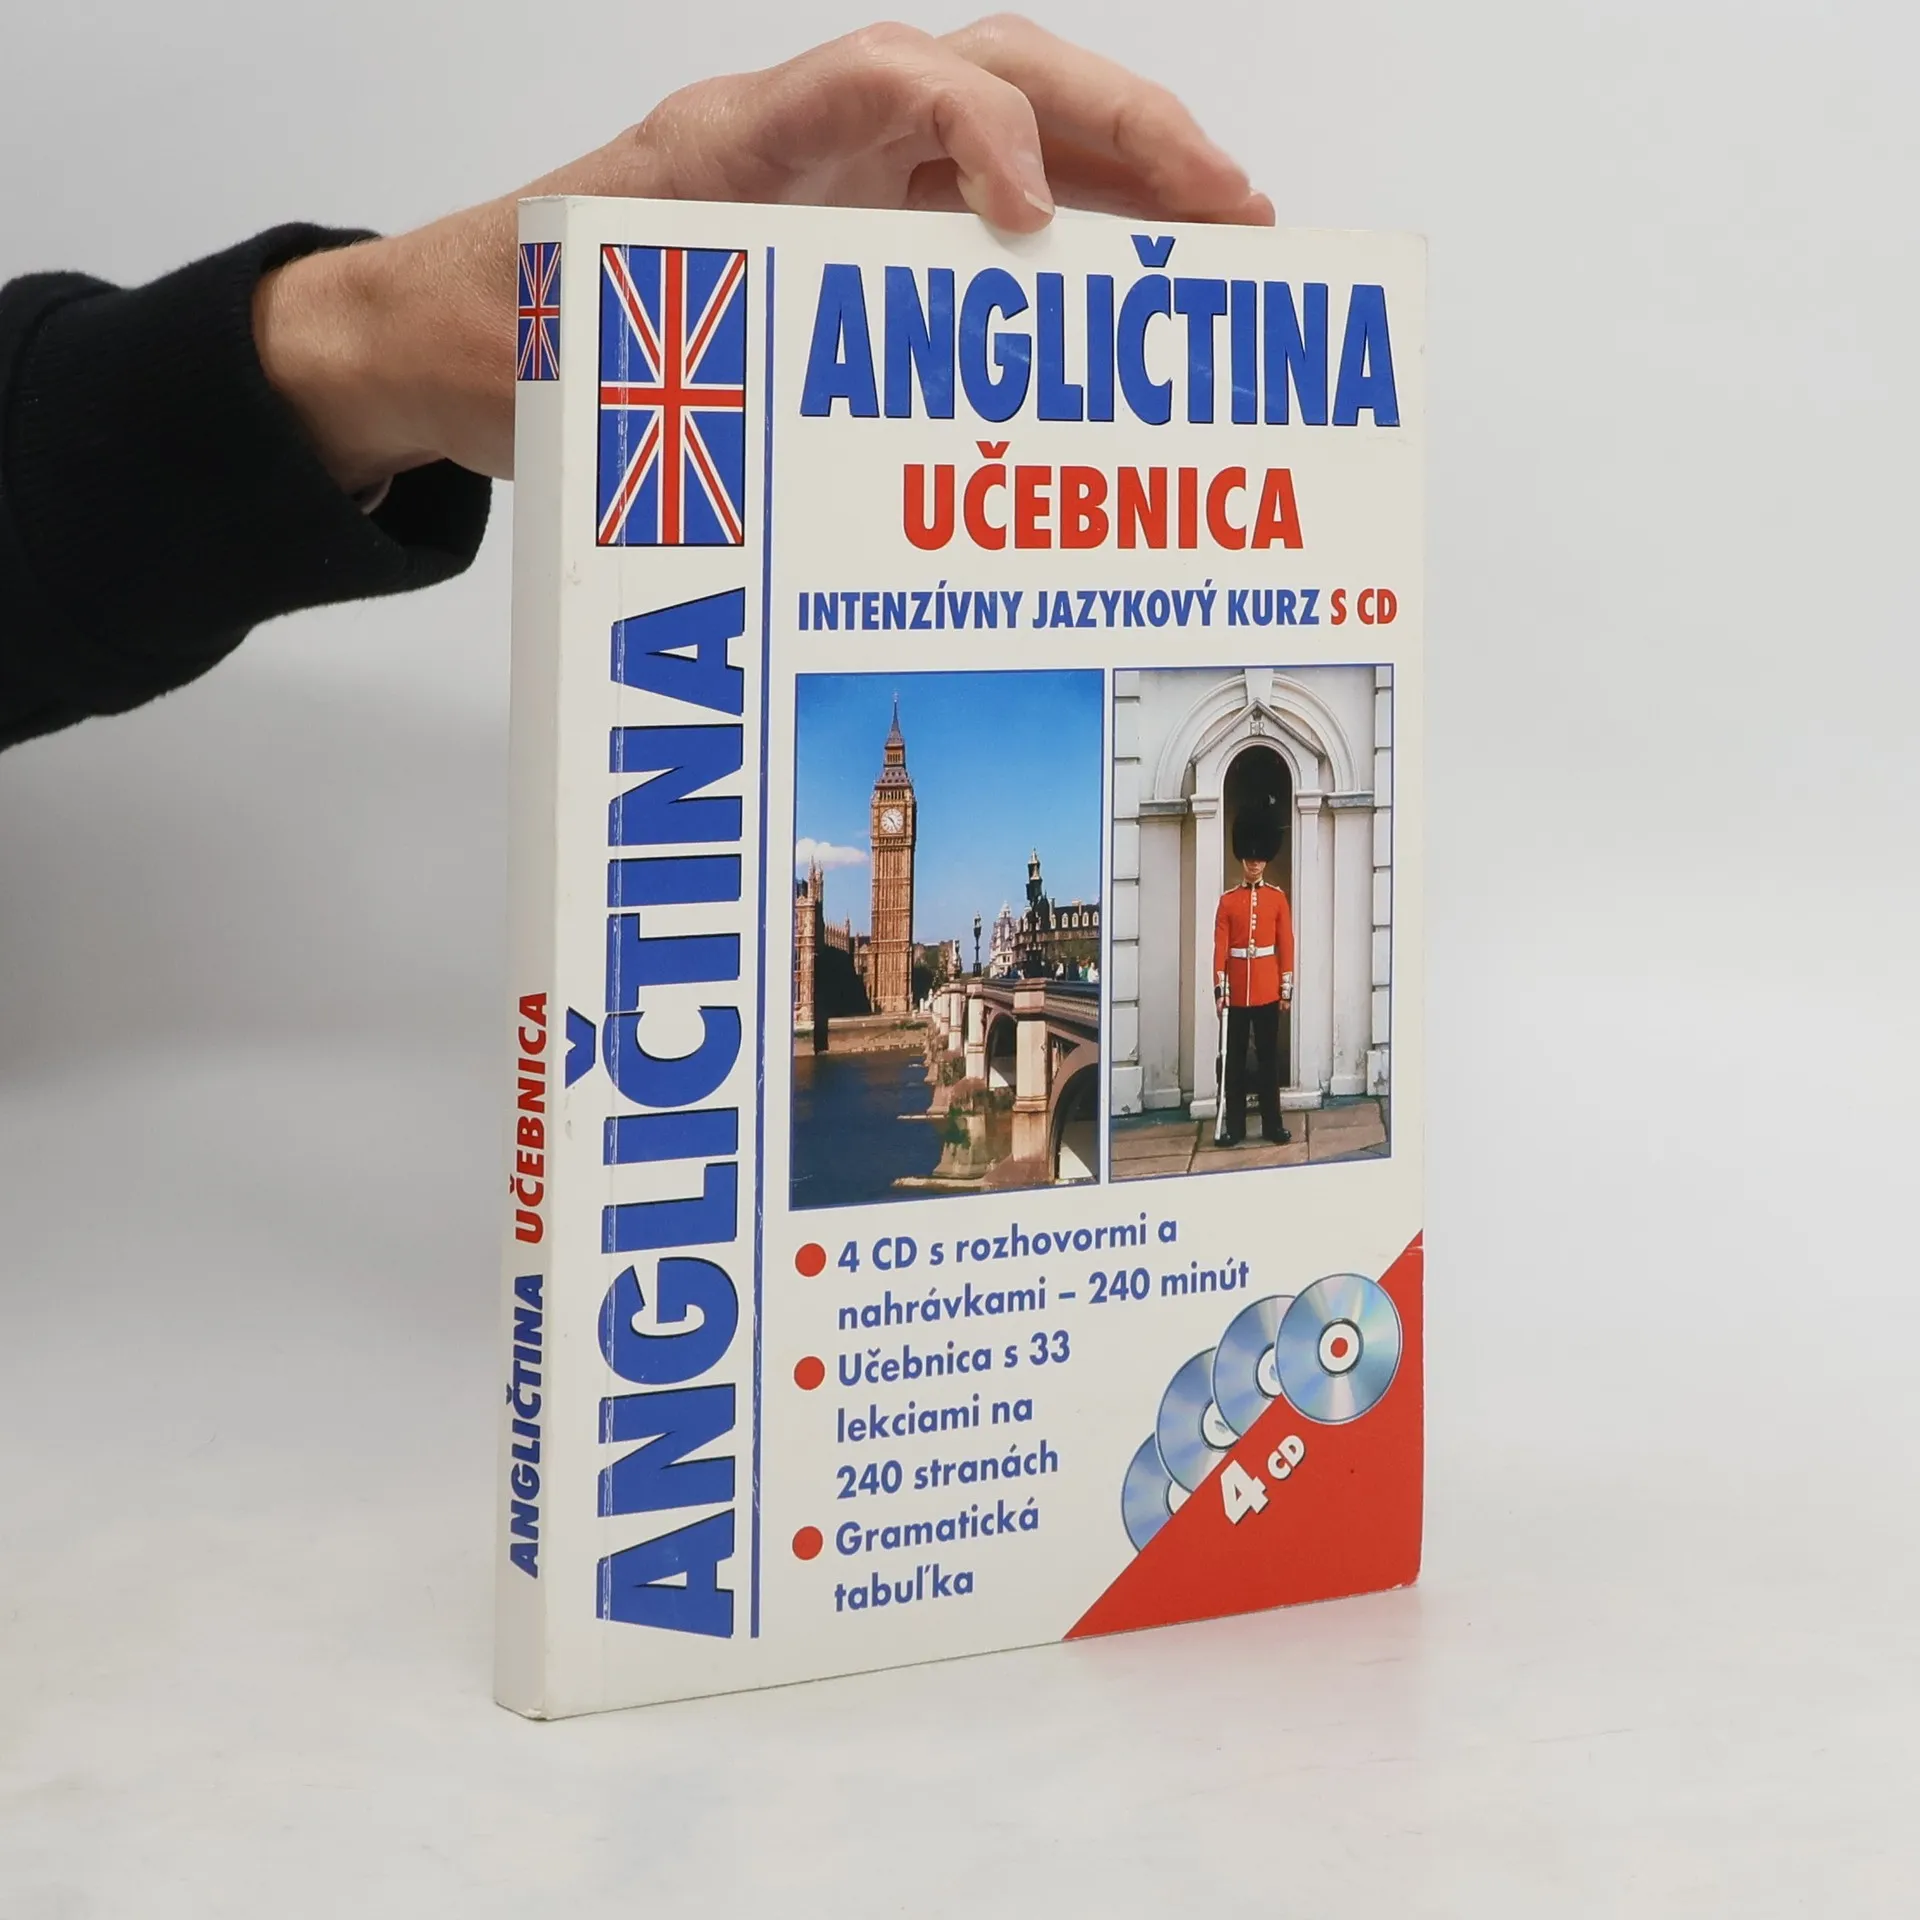 ANGLIČTINA UČEBNICA
ANGLIČTINA
ANGLIČTINA
UČEBNICA
INTENZÍVNY JAZYKOVÝ KURZ S CD
4 CD s rozhovormi a
nahrávkami – 240 minút
Učebnica s 33
lekciami na
240 stranách
Gramatická
tabuľka
4 CD